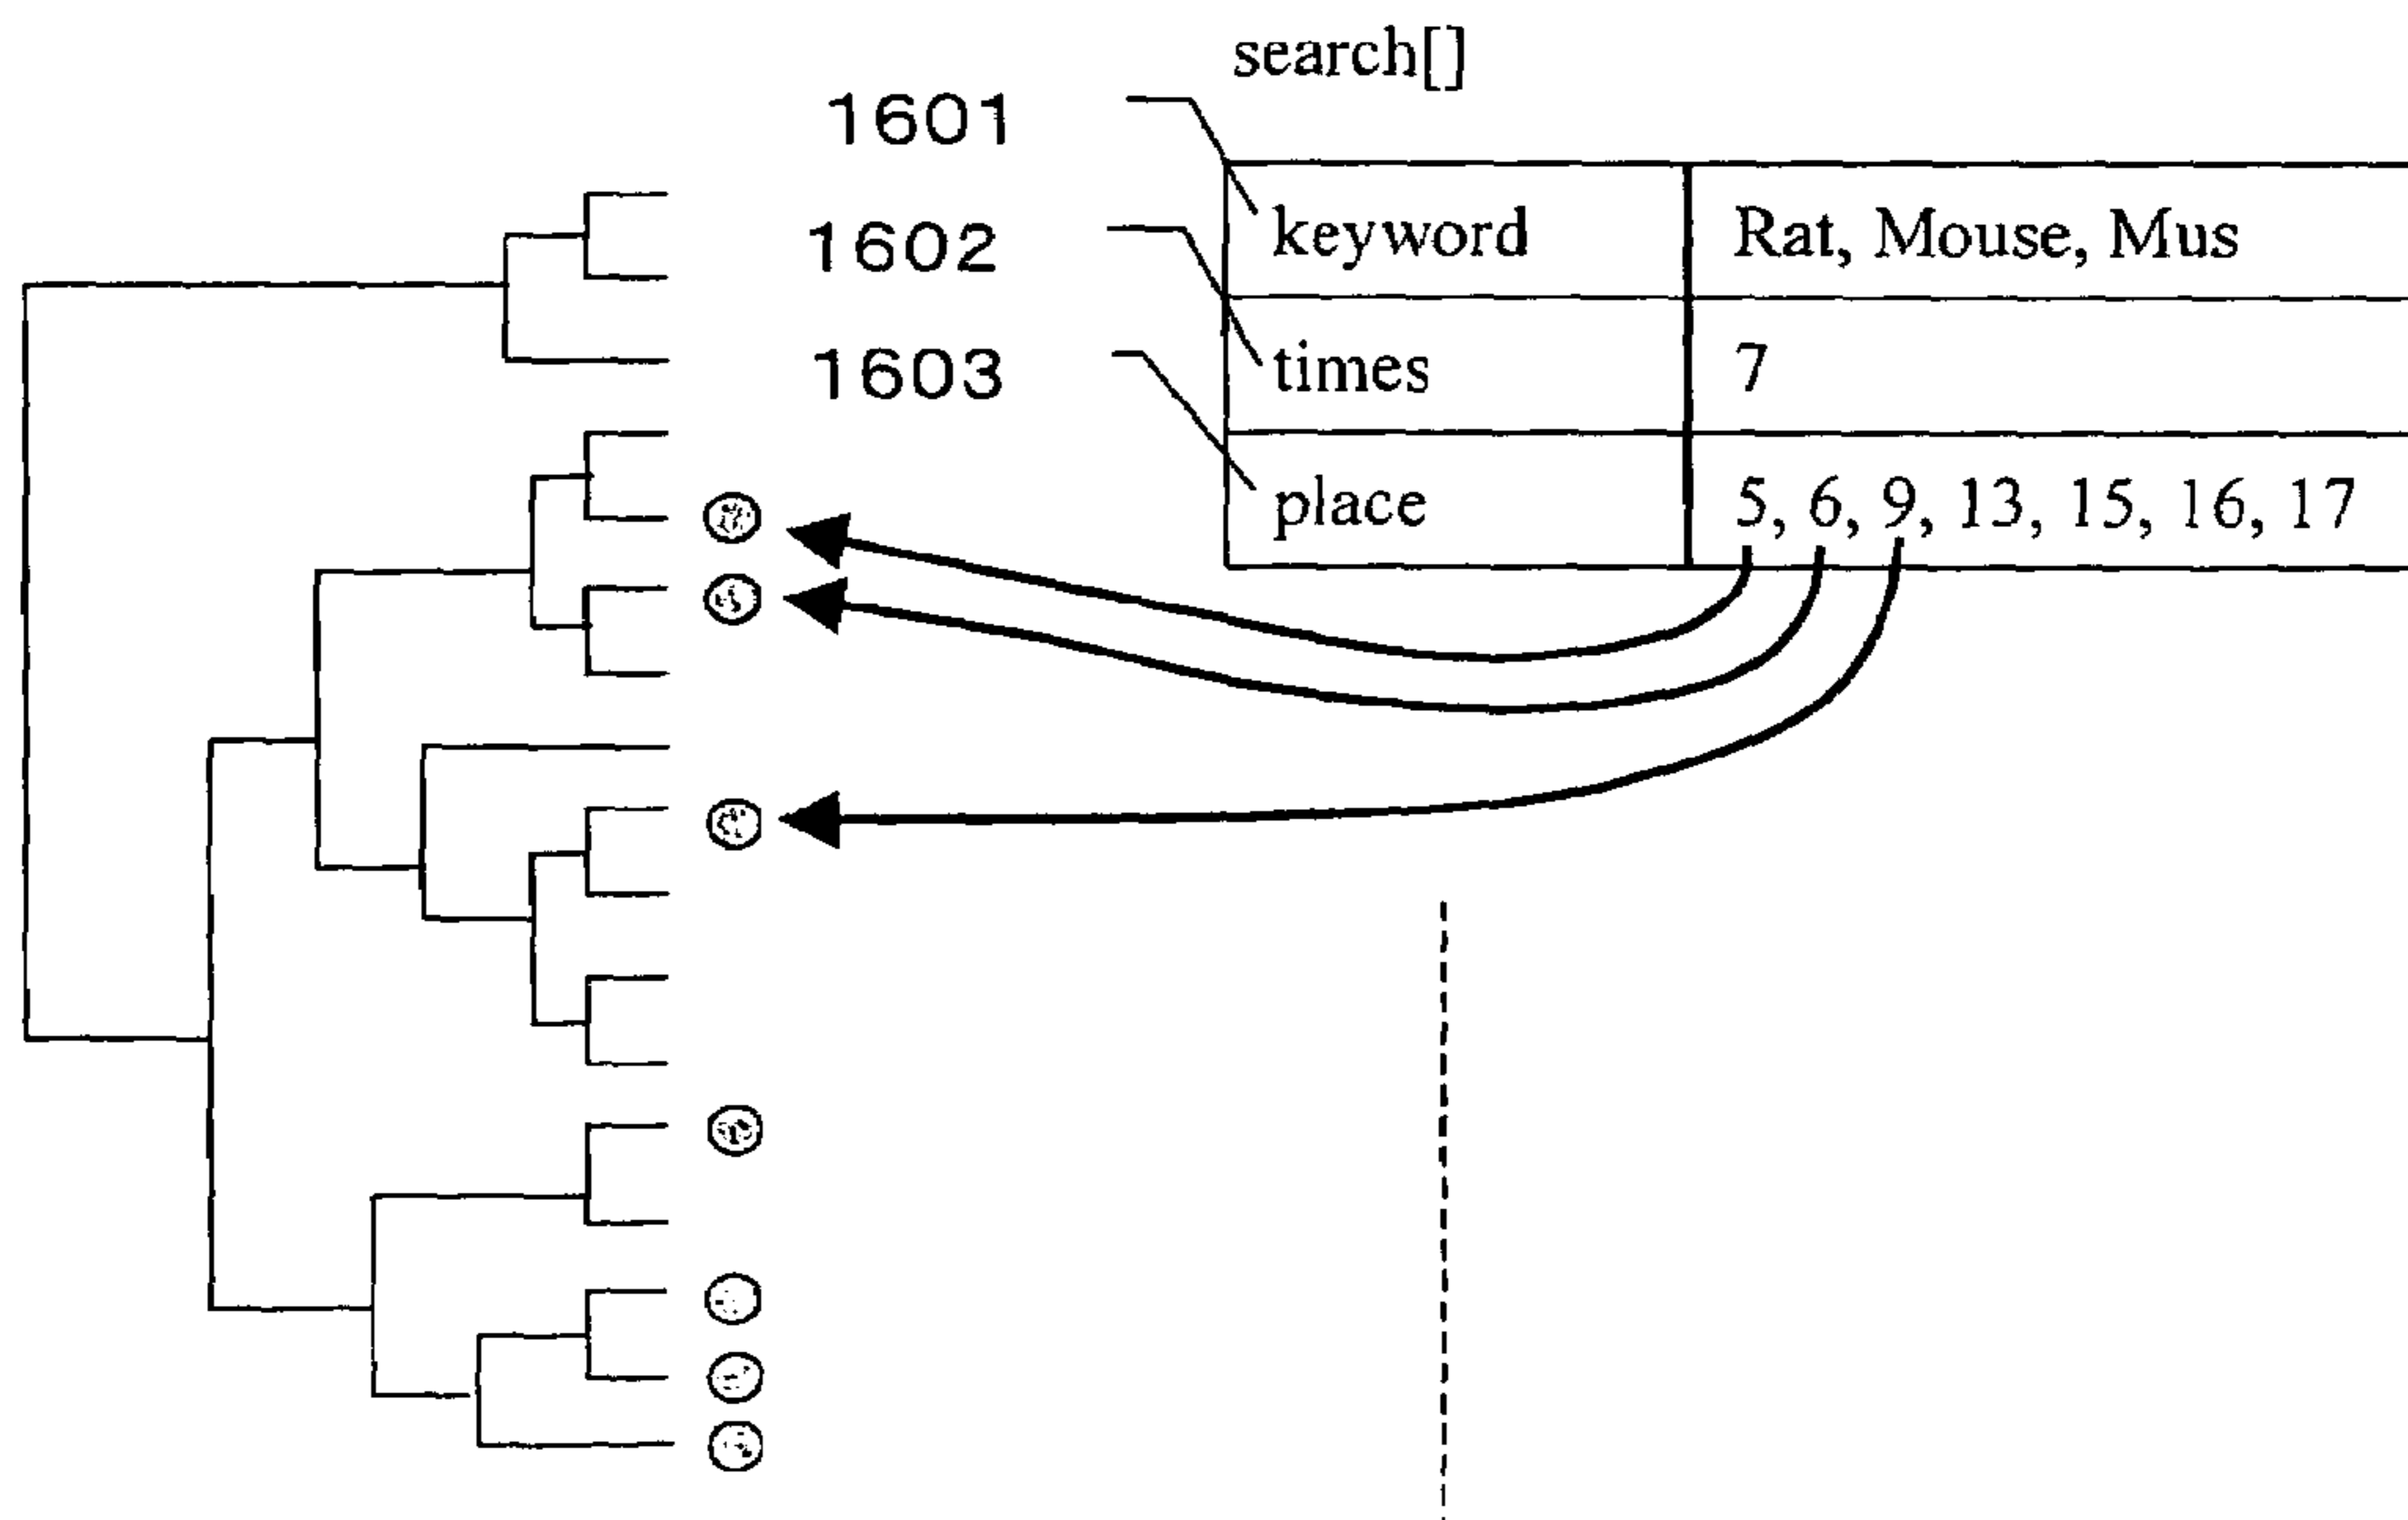 search[]
1601
keyword Rat, Mouse, Mus
1602
times 7
1603
place 5, 6, 9, 13, 15, 16, 17